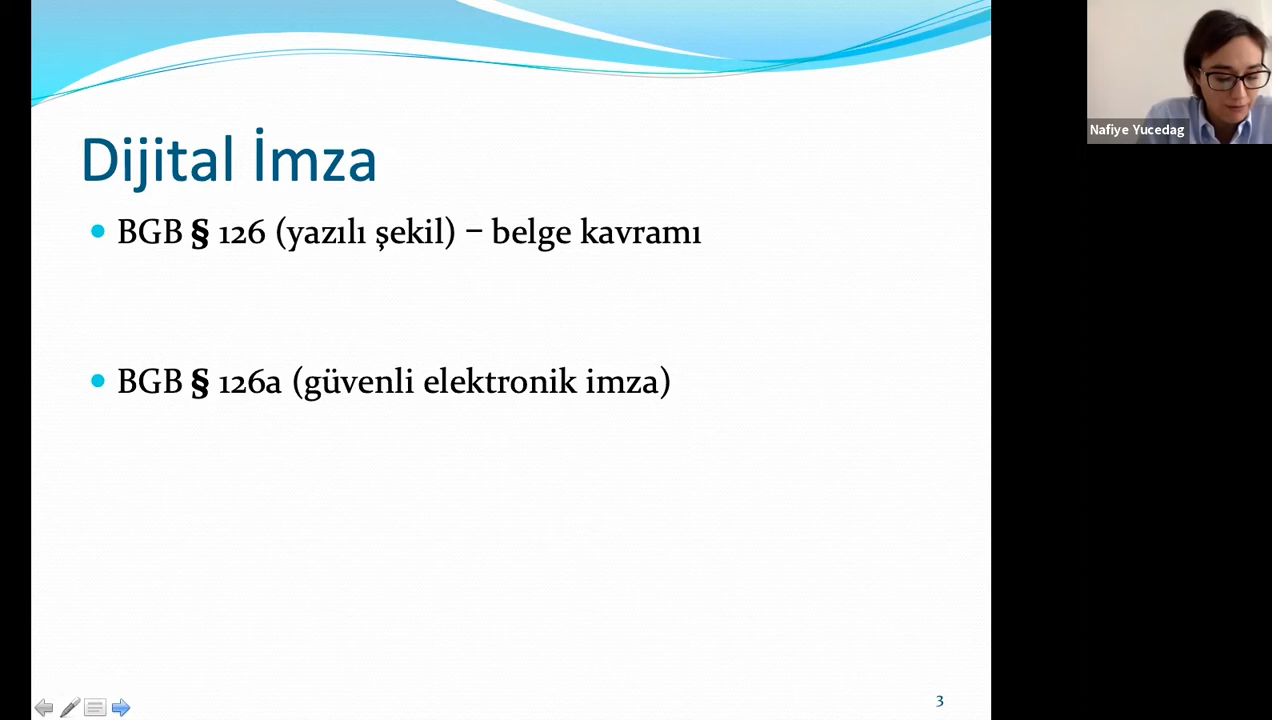 Dijital İmza
BGB § 126 (yazılı şekil) – belge kavramı
BGB § 126a (güvenli elektronik imza)
3
Nafiye Yucedag